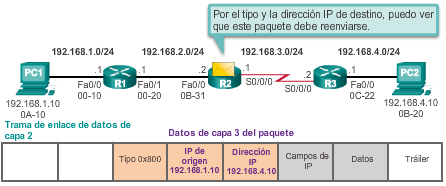 Por el tipo y la dirección IP de destino, puedo ver
que este paquete debe reenviarse.
192.168.1.0/24
192.168.2.0/24
192.168.3.0/24
192.168.4.0/24
PC1
.1
R1
.1
.2
R2
.1
.2
R3
.1
PC2
Fa0/0
Fa0/1
Fa0/0
S0/0/0
S0/0/0
Fa0/0
192.168.1.10
00-10
00-20
0B-31
0C-22
192.168.4.10
0A-10
0B-20
Trama de enlace de datos de
capa 2
Datos de capa 3 del paquete
Tipo 0x800
IP de
origen
192.168.1.10
Dirección
IP
192.168.4.10
Campos de
IP
Datos
Tráiler